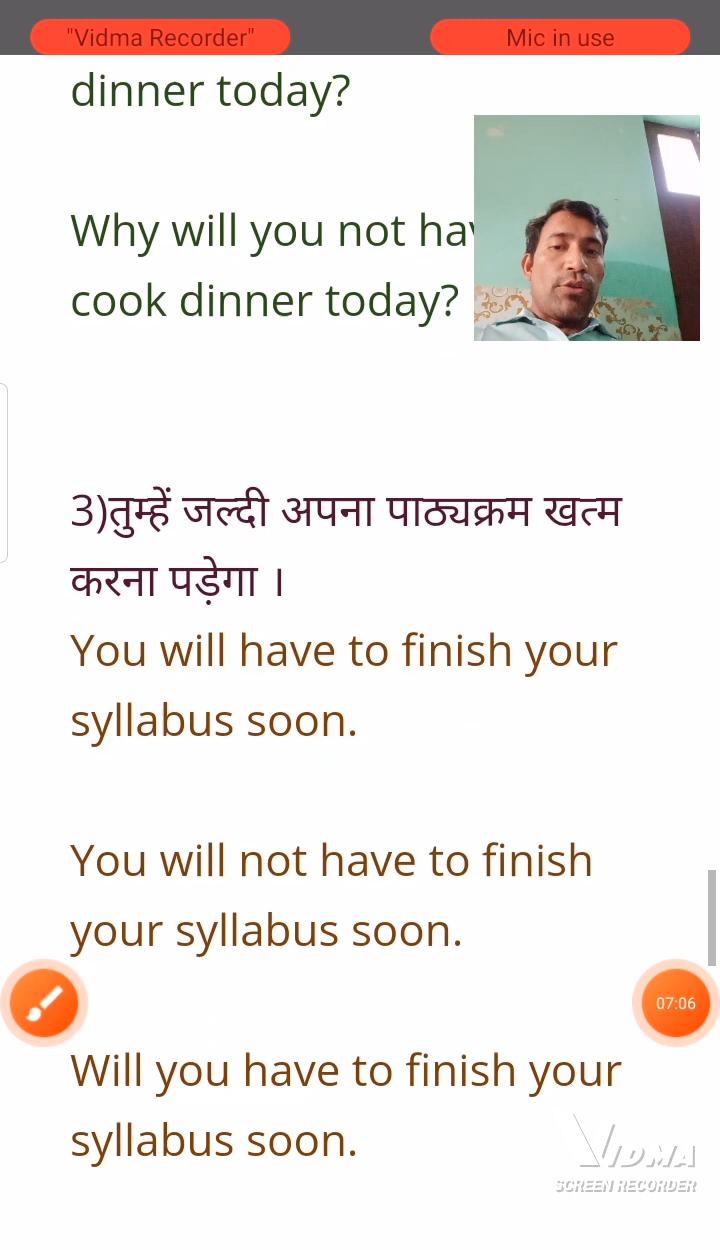 "Vidma Recorder"
Mic in use
dinner today?
Why will you not hav
cook dinner today?
3)तुम्हें जल्दी अपना पाठ्यक्रम खत्म
करना पड़ेगा ।
You will have to finish your
syllabus soon.
You will not have to finish
your syllabus soon.
07:06
Will you have to finish your
syllabus soon.
VIDMA
SCREEN RECORDER